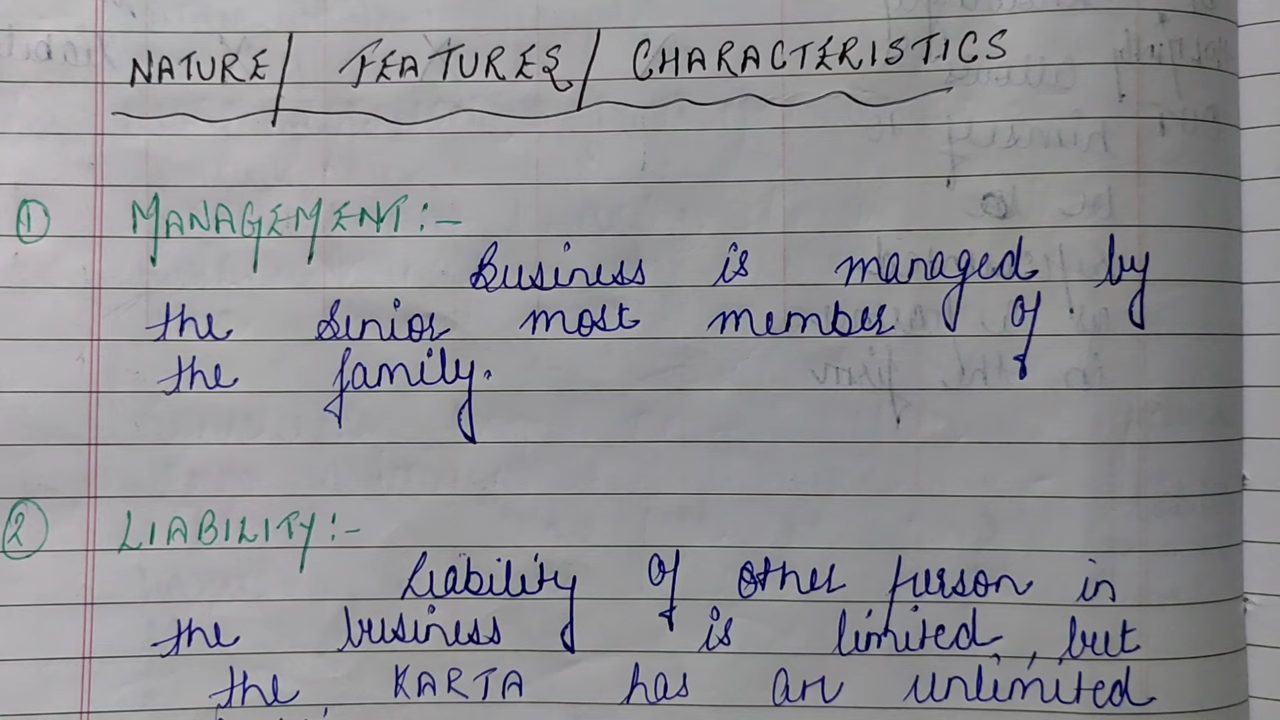 NATURE / FEATURES / CHARACTERISTICS
① MANAGEMENT :-
Business is managed by
the senior most member of
the family.
② LIABILITY :-
Liability of other person in
the business is limited, but
the KARTA has an unlimited